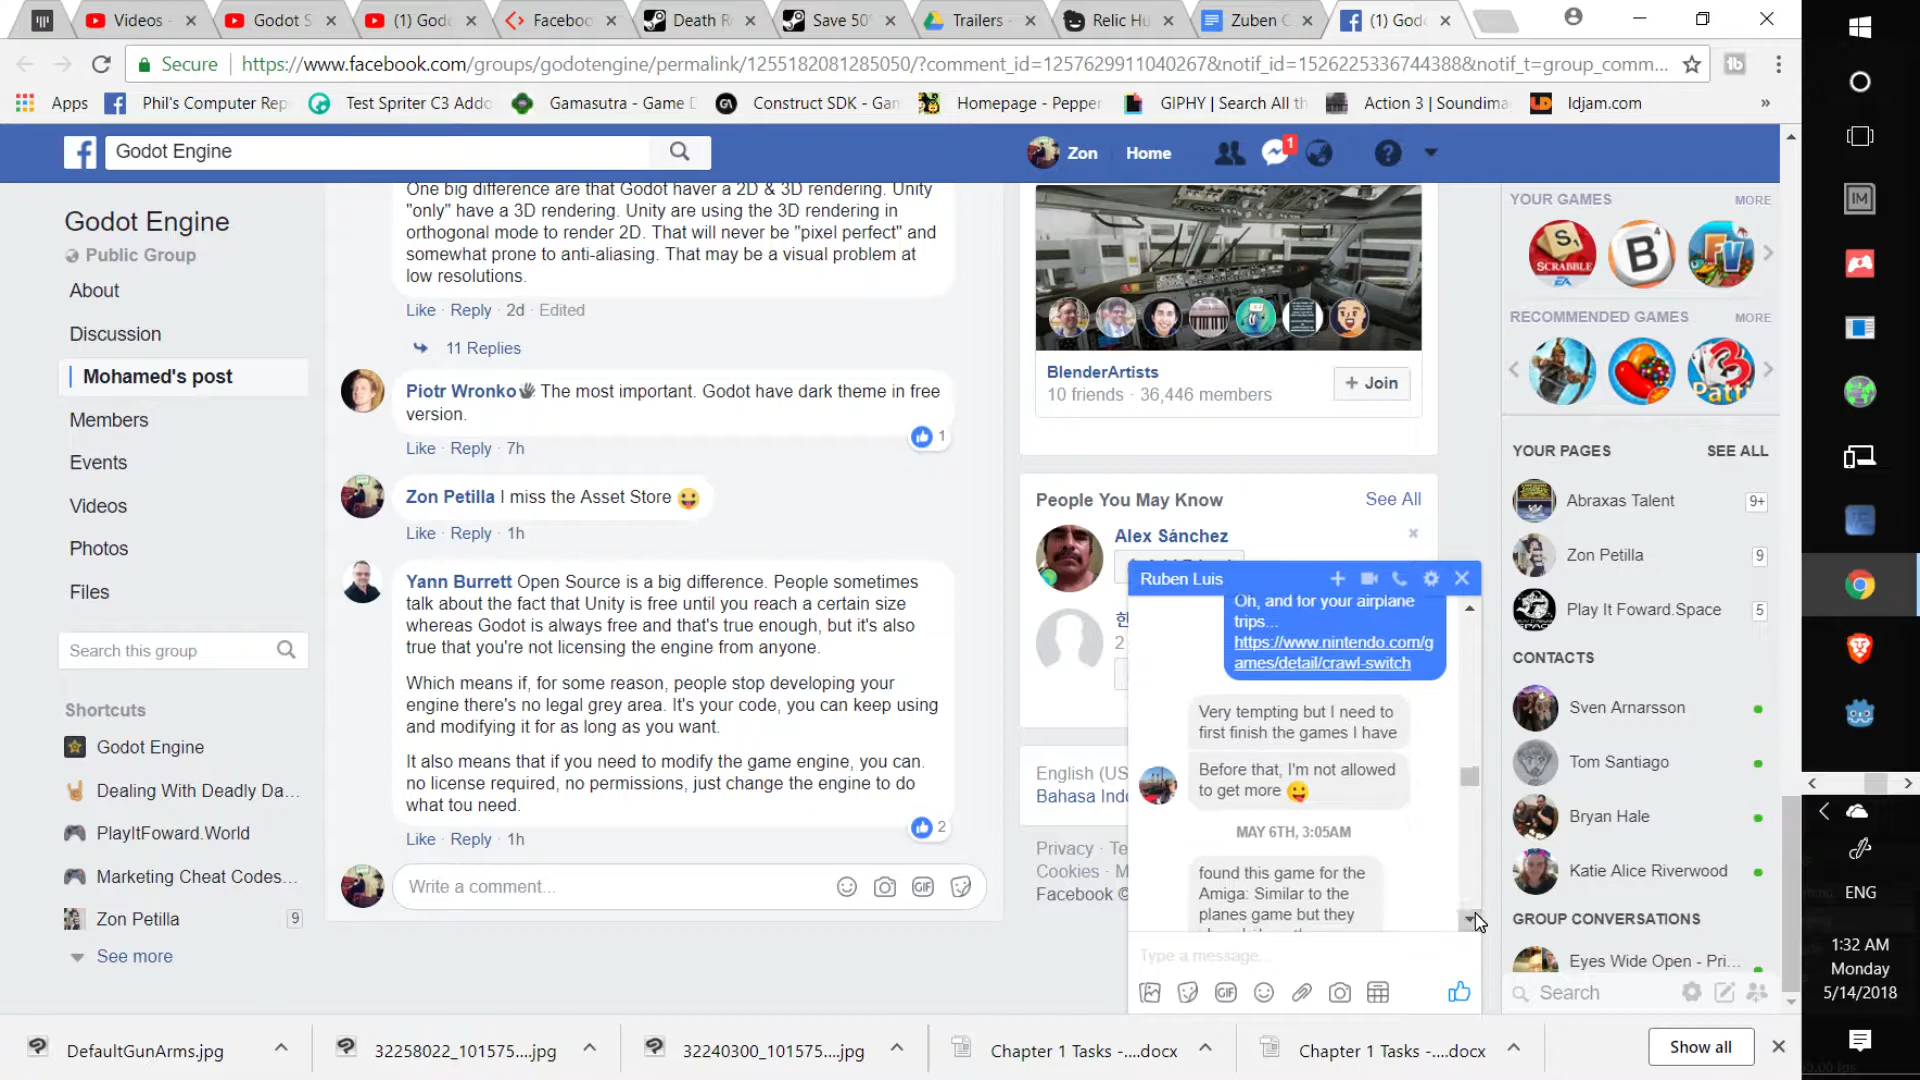 Videos -
Godot S
(1) God
Faceboo
Death R
Save 50
Trailers -
Relic Hu
Zuben C
(1) God
Secure
https://www.facebook.com/groups/godotengine/permalink/1255182081285050/?comment_id=1257629911040267&notif_id=1526225336744388&notif_t=group_comm...
Apps
Phil's Computer Rep
Test Spriter C3 Addo
Gamasutra - Game D
Construct SDK - Gam
Homepage - Pepper
GIPHY | Search All th
Action 3 | Soundima
ldjam.com
»
Godot Engine
Zon
Home
1
Godot Engine
Public Group
About
Discussion
Mohamed's post
Members
Events
Videos
Photos
Files
Search this group
Shortcuts
Godot Engine
Dealing With Deadly Da...
PlayItFoward.World
Marketing Cheat Codes...
Zon Petilla
9
See more
One big difference are that Godot haver a 2D & 3D rendering. Unity
"only" have a 3D rendering. Unity are using the 3D rendering in
orthogonal mode to render 2D. That will never be "pixel perfect" and
somewhat prone to anti-aliasing. That may be a visual problem at
low resolutions.
Like · Reply · 2d · Edited
11 Replies
Piotr Wronko The most important. Godot have dark theme in free
version.
1
Like · Reply · 7h
Zon Petilla I miss the Asset Store 😜
Like · Reply · 1h
Yann Burrett Open Source is a big difference. People sometimes
talk about the fact that Unity is free until you reach a certain size
whereas Godot is always free and that's true enough, but it's also
true that you're not licensing the engine from anyone.
Which means if, for some reason, people stop developing your
engine there's no legal grey area. It's your code, you can keep using
and modifying it for as long as you want.
It also means that if you need to modify the game engine, you can.
no license required, no permissions, just change the engine to do
what tou need.
2
Like · Reply · 1h
Write a comment...
GIF
BlenderArtists
10 friends · 36,446 members
+ Join
People You May Know
See All
Alex Sánchez
2
English (US
Bahasa Indo
Privacy · Te
Cookies · M
Facebook ©
Ruben Luis
Oh, and for your airplane
trips...
https://www.nintendo.com/g
ames/detail/crawl-switch
Very tempting but I need to
first finish the games I have
Before that, I'm not allowed
to get more 😜
MAY 6TH, 3:05AM
found this game for the
Amiga: Similar to the
planes game but they
Type a message...
GIF
YOUR GAMES
MORE
SCRABBLE
EA
B
FV
RECOMMENDED GAMES
MORE
3
Patti
YOUR PAGES
SEE ALL
Abraxas Talent
9+
Zon Petilla
9
Play It Foward.Space
5
CONTACTS
Sven Arnarsson
Tom Santiago
Bryan Hale
Katie Alice Riverwood
GROUP CONVERSATIONS
Eyes Wide Open - Pri...
Search
DefaultGunArms.jpg
32258022_101575....jpg
32240300_101575....jpg
Chapter 1 Tasks -....docx
Chapter 1 Tasks -....docx
Show all
IM
ENG
1:32 AM
Monday
5/14/2018